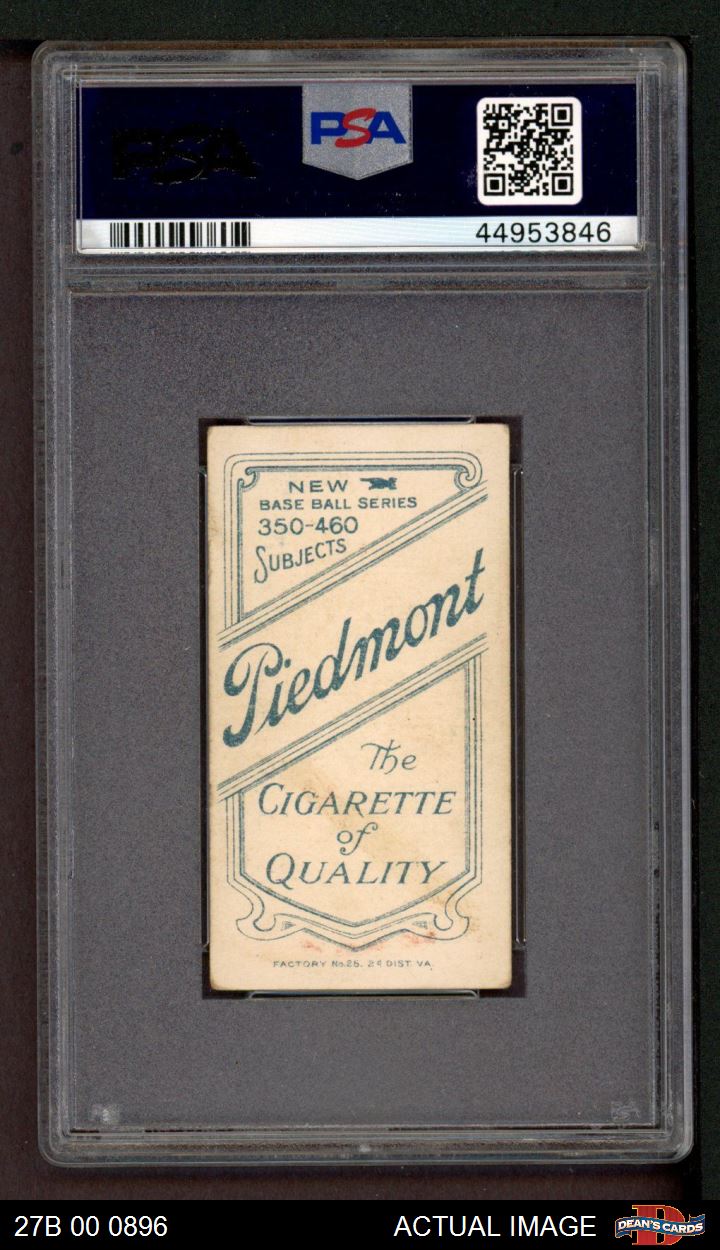 PSA
PSA
44953846
NEW
BASE BALL SERIES
350-460
SUBJECTS
Piedmont
The
CIGARETTE
of
QUALITY
FACTORY No.25. 2d DIST. VA.
27B 00 0896
ACTUAL IMAGE
D
DEAN'S CARDS